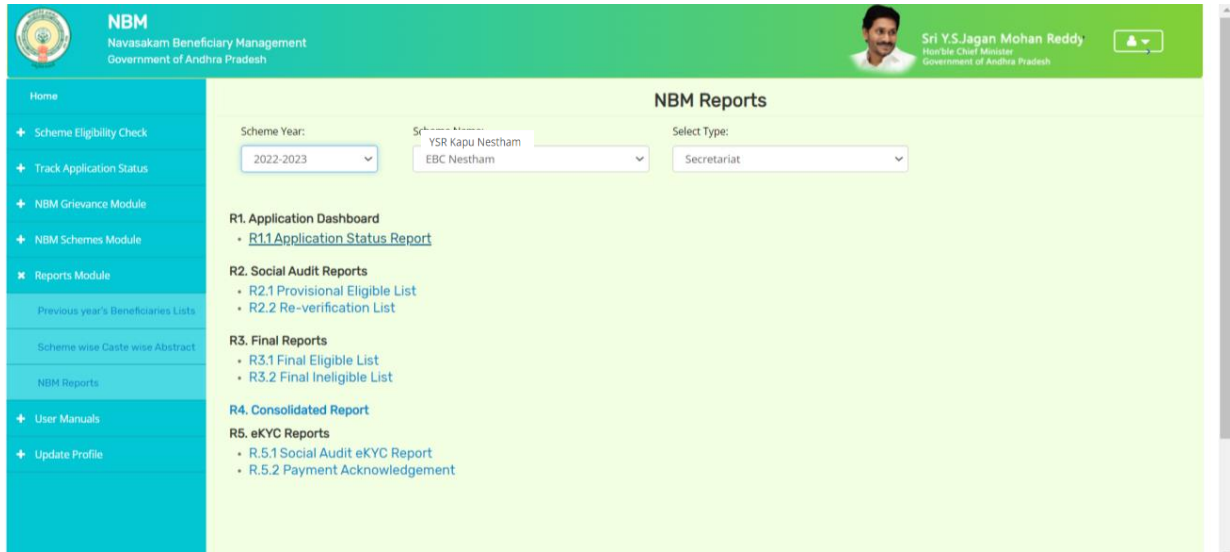 NBM
Navasakam Beneficiary Management
Government of Andhra Pradesh
Sri Y.S.Jagan Mohan Reddy
Hon'ble Chief Minister
Government of Andhra Pradesh
Home
Scheme Eligibility Check
Track Application Status
NBM Grievance Module
NBM Schemes Module
Reports Module
Previous year's Beneficiaries Lists
Scheme wise Caste wise Abstract
NBM Reports
User Manuals
Update Profile
NBM Reports
Scheme Year:
2022-2023
Scheme Name:
YSR Kapu Nestham
EBC Nestham
Select Type:
Secretariat
R1. Application Dashboard
• R1.1 Application Status Report
R2. Social Audit Reports
• R2.1 Provisional Eligible List
• R2.2 Re-verification List
R3. Final Reports
• R3.1 Final Eligible List
• R3.2 Final Ineligible List
R4. Consolidated Report
R5. eKYC Reports
• R.5.1 Social Audit eKYC Report
• R.5.2 Payment Acknowledgement